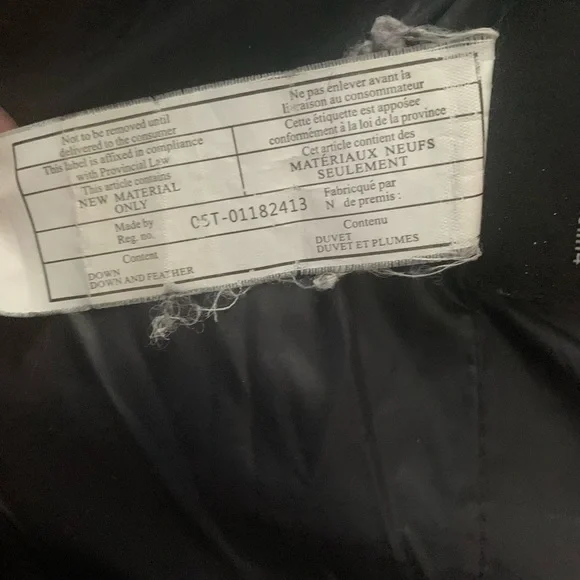 Not to be removed until
delivered to the consumer
This label is affixed in compliance
with Provincial Law
This article contains
NEW MATERIAL
ONLY
Made by
Reg. no.
05T-01182413
Content
DOWN
DOWN AND FEATHER
Ne pas enlever avant la
au consommateur
Cette étiquette est apposée
conformément à la loi de la province
Cet article contient des
MATÉRIAUX NEUFS
SEULEMENT
Fabriqué par
N de premis :
Contenu
DUVET
DUVET ET PLUMES